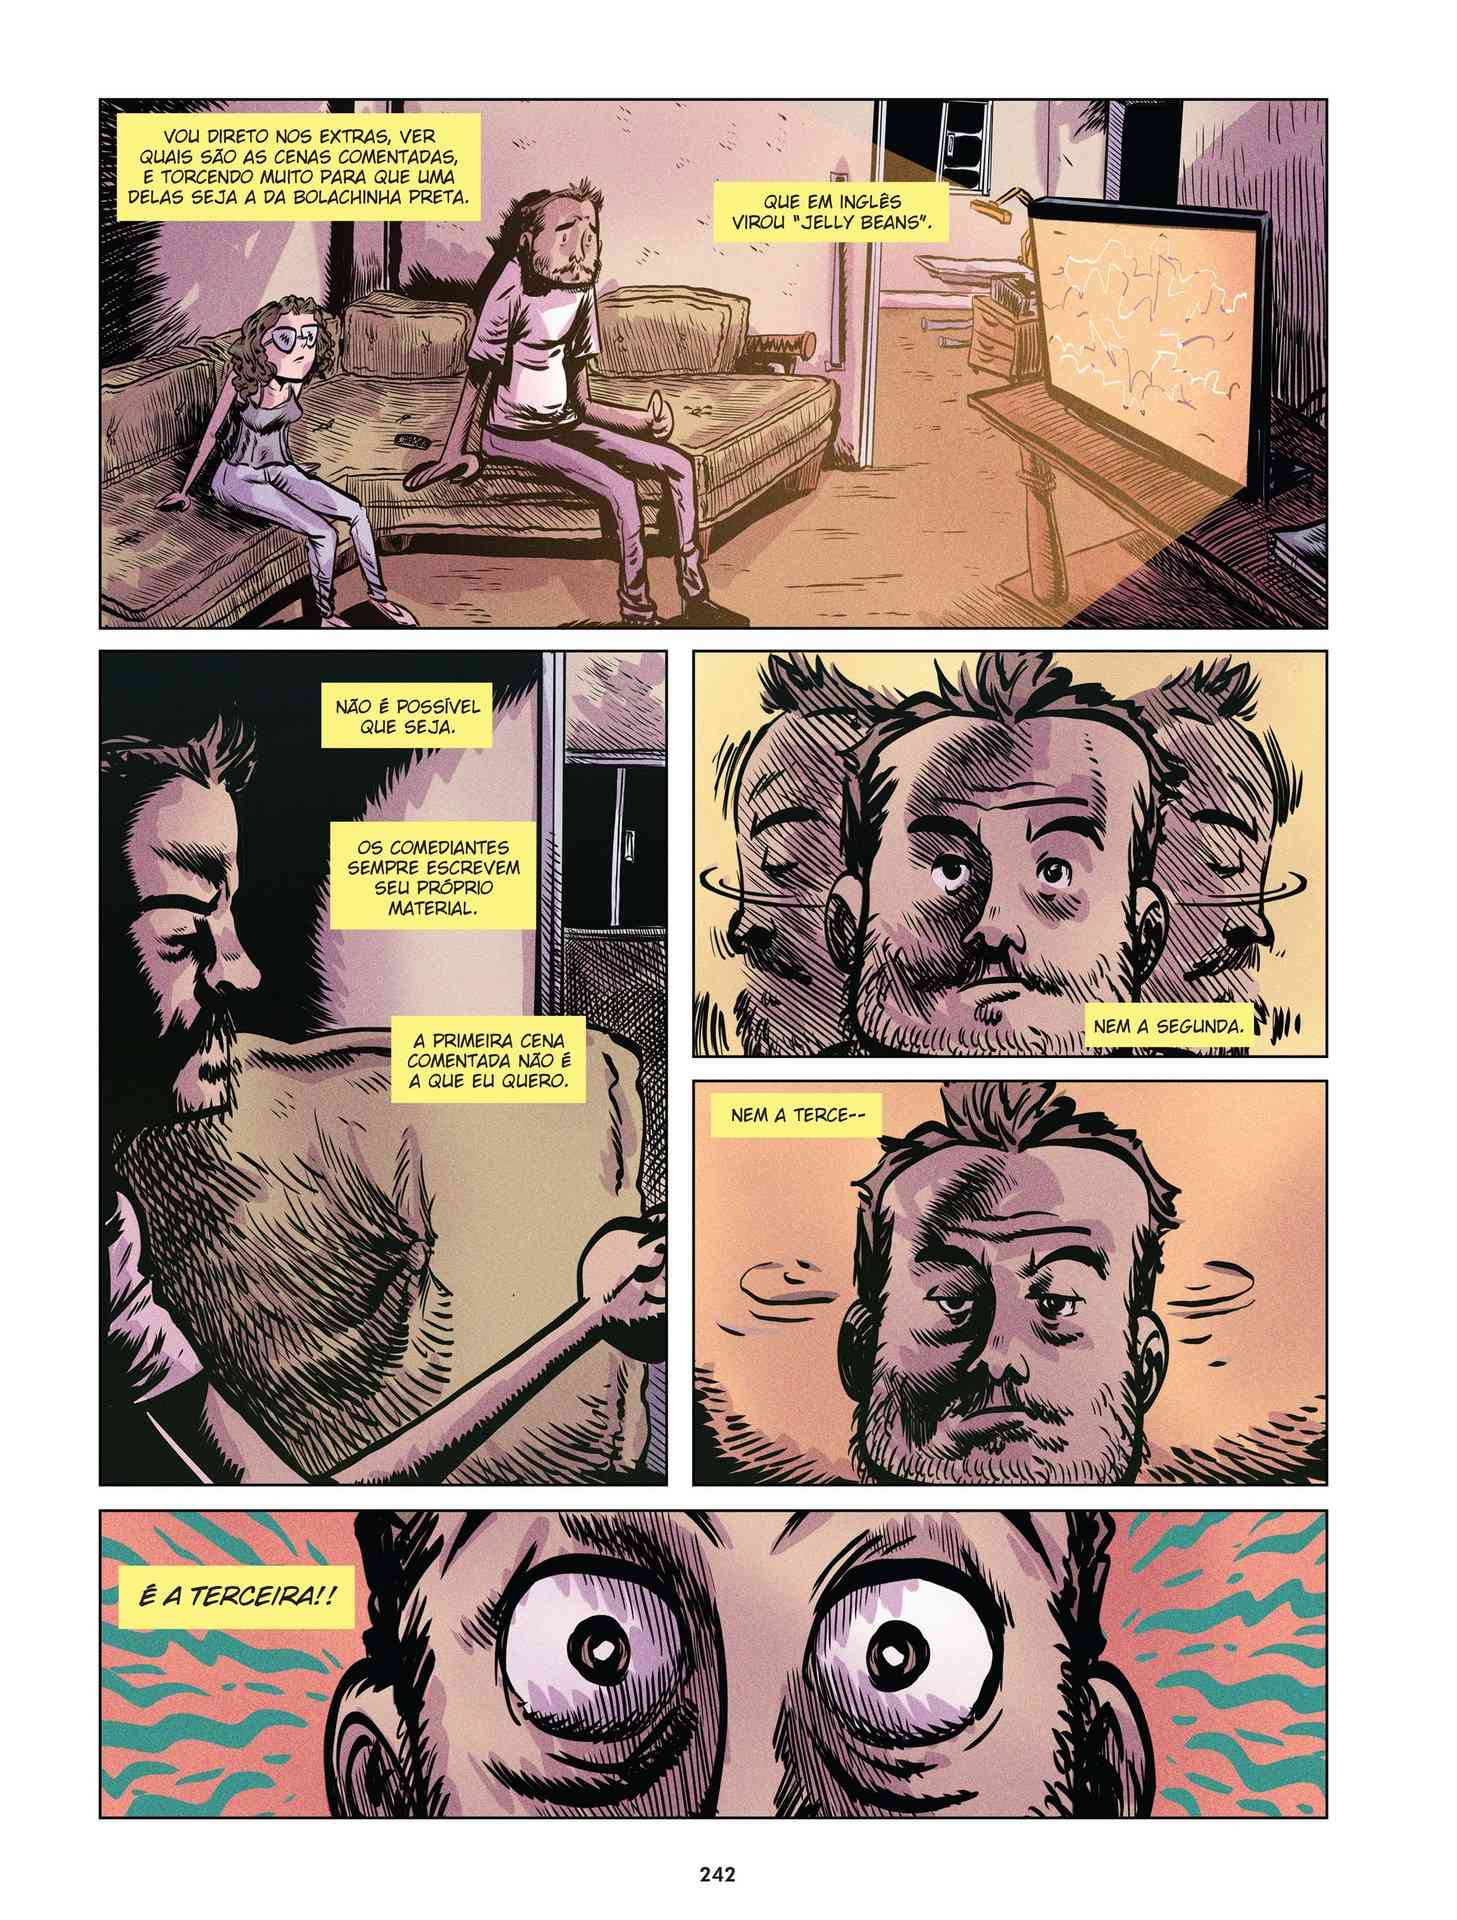 VOU DIRETO NOS EXTRAS, VER
QUAIS SÃO AS CENAS COMENTADAS,
E TORCENDO MUITO PARA QUE UMA
DELAS SEJA A DA BOLACHINHA PRETA.
QUE EM INGLÊS
VIROU “JELLY BEANS”.
NÃO É POSSÍVEL
QUE SEJA.
OS COMEDIANTES
SEMPRE ESCREVEM
SEU PRÓPRIO
MATERIAL.
A PRIMEIRA CENA
COMENTADA NÃO É
A QUE EU QUERO.
NEM A SEGUNDA.
NEM A TERCE--
É A TERCEIRA!!
242